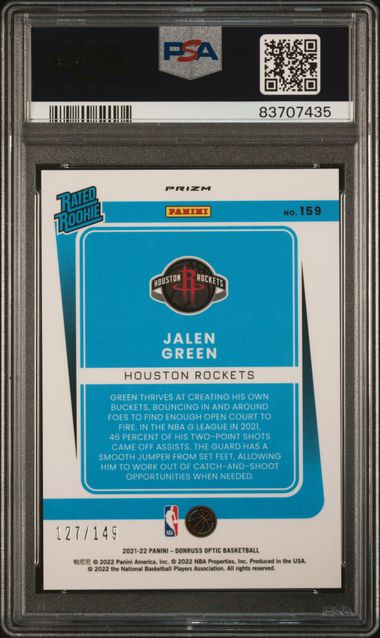 PSA
83707435
RATED
ROOKIE
PRIZM
PANINI
NO. 159
HOUSTON ROCKETS
JALEN
GREEN
HOUSTON ROCKETS
GREEN THRIVES AT CREATING HIS OWN
BUCKETS, BOUNCING IN AND AROUND
FOES TO FIND ENOUGH OPEN COURT TO
FIRE. IN THE NBA G LEAGUE IN 2021,
46 PERCENT OF HIS TWO-POINT SHOTS
CAME OFF ASSISTS. THE GUARD HAS A
SMOOTH JUMPER FROM SET FEET, ALLOWING
HIM TO WORK OUT OF CATCH-AND-SHOOT
OPPORTUNITIES WHEN NEEDED.
127/149
2021-22 PANINI – DONRUSS OPTIC BASKETBALL
帕尼尼 © 2022 Panini America, Inc. © 2022 NBA Properties, Inc. Produced in the USA.
© 2022 National Basketball Players Association. All rights reserved.